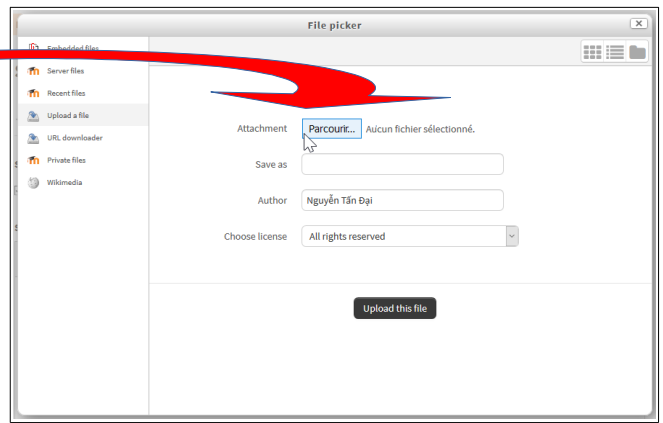 File picker
Embedded files
Server files
Recent files
Upload a file
URL downloader
Private files
Wikimedia
Attachment Parcourir... Aucun fichier sélectionné.
Save as
Author Nguyễn Tấn Đại
Choose license All rights reserved
Upload this file